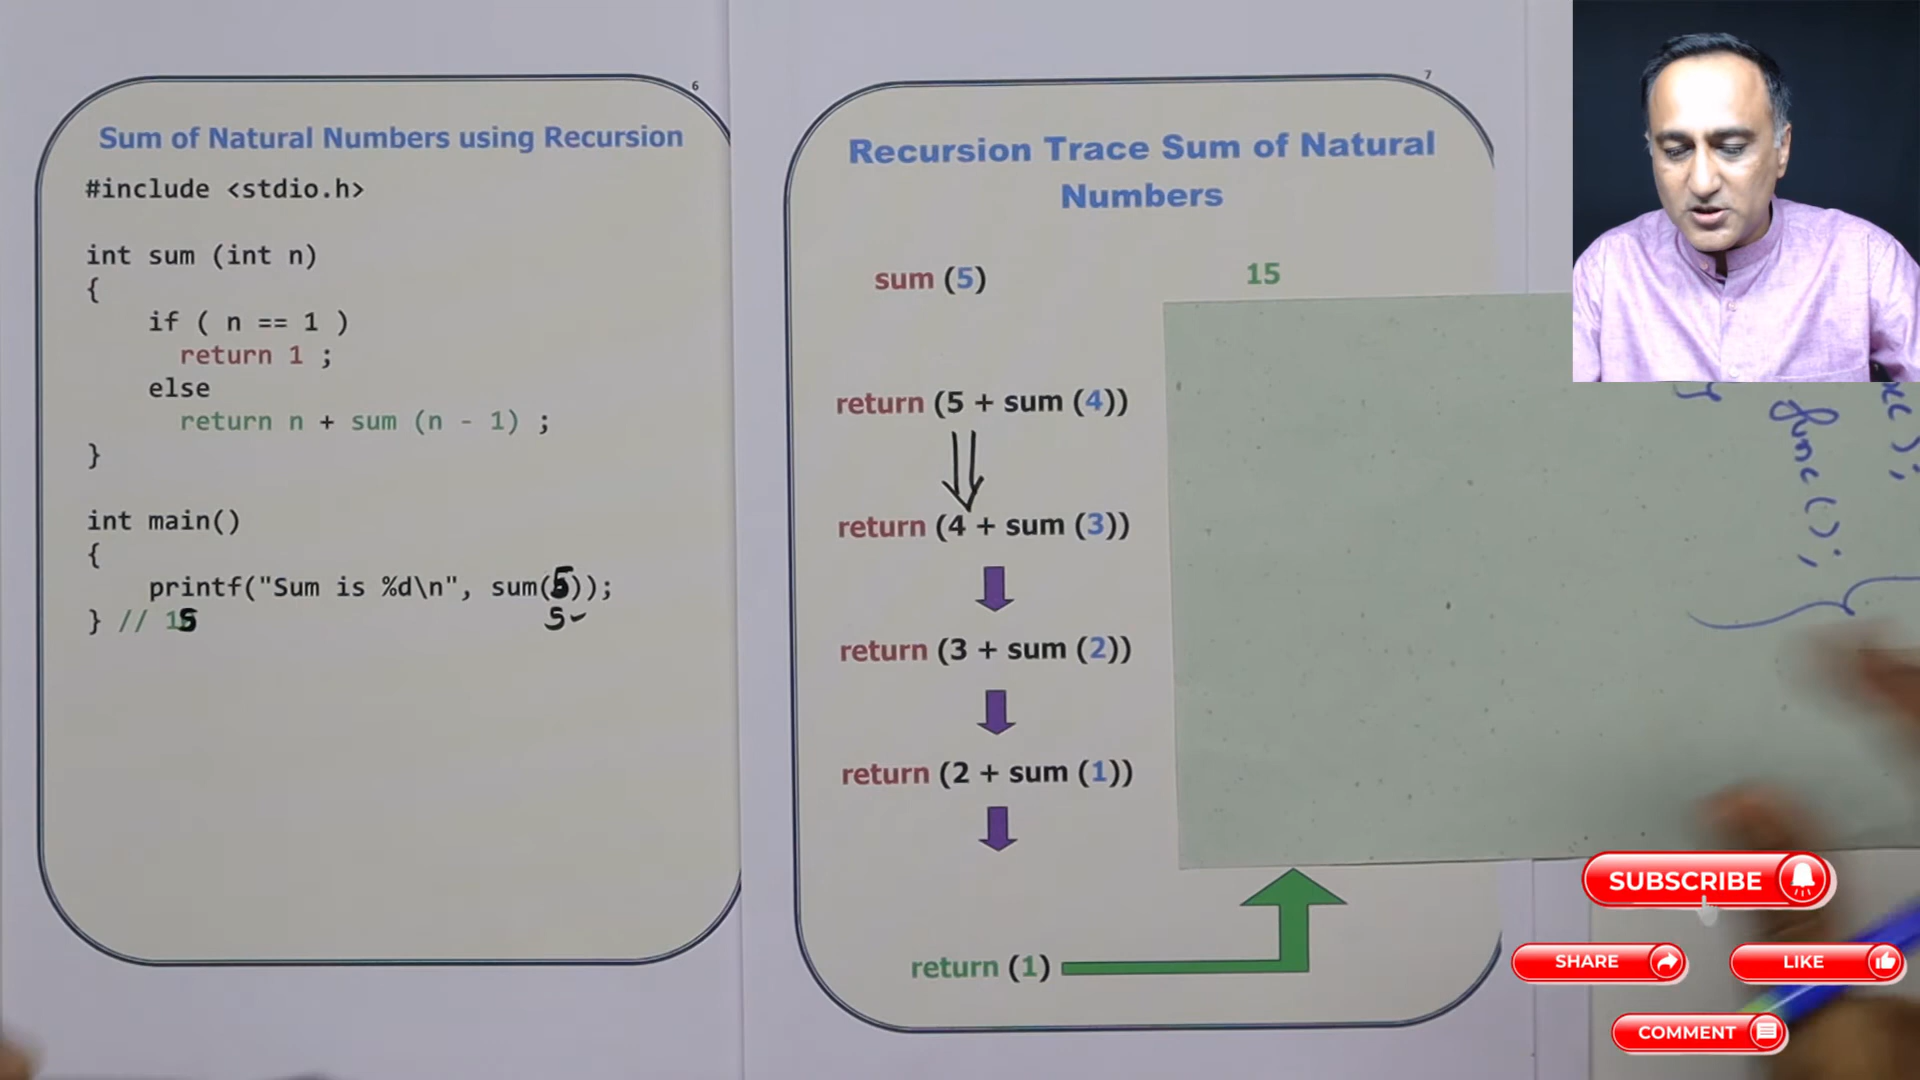 6
Sum of Natural Numbers using Recursion
#include <stdio.h>
int sum (int n)
{
if ( n == 1 )
return 1 ;
else
return n + sum (n - 1) ;
}
int main()
{
printf("Sum is %d\n", sum(5));
} // 15
5
7
Recursion Trace Sum of Natural
Numbers
sum (5)
15
return (5 + sum (4))
return (4 + sum (3))
return (3 + sum (2))
return (2 + sum (1))
return (1)
func();
SUBSCRIBE
SHARE
LIKE
COMMENT